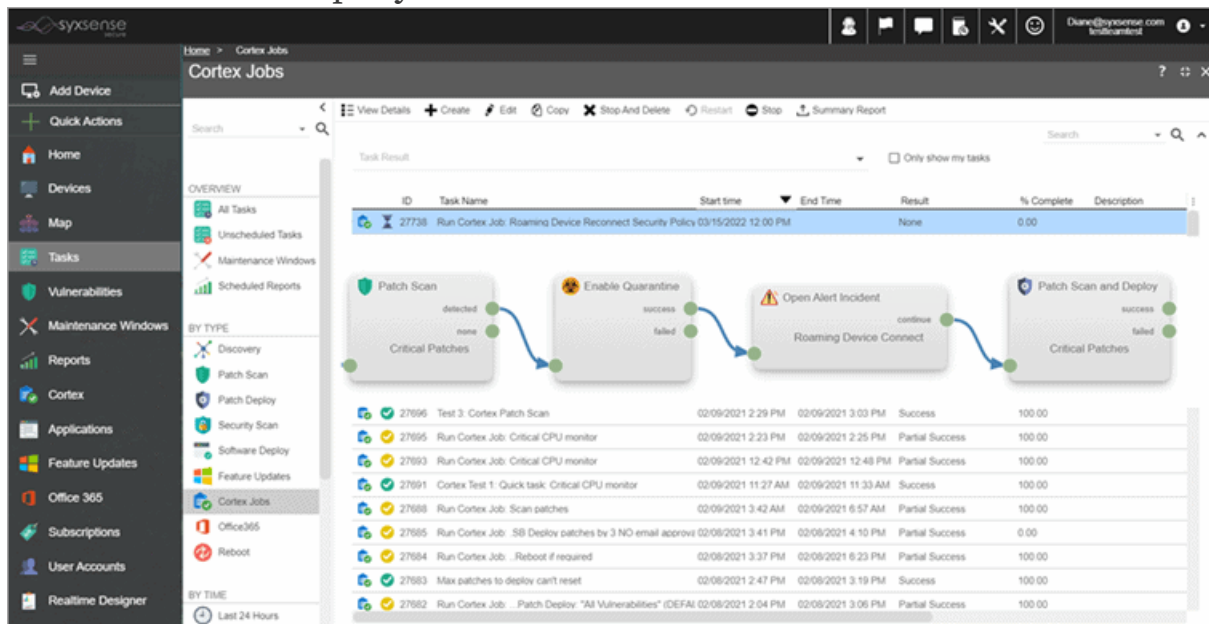 syxsense
secure
Diane@syxsense.com
testteamtest
Home > Cortex Jobs
Cortex Jobs
?
Add Device
Quick Actions
Home
Devices
Map
Tasks
Vulnerabilities
Maintenance Windows
Reports
Cortex
Applications
Feature Updates
Office 365
Subscriptions
User Accounts
Realtime Designer
Search
OVERVIEW
All Tasks
Unscheduled Tasks
Maintenance Windows
Scheduled Reports
BY TYPE
Discovery
Patch Scan
Patch Deploy
Security Scan
Software Deploy
Feature Updates
Cortex Jobs
Office365
Reboot
BY TIME
Last 24 Hours
View Details Create Edit Copy Stop And Delete Restart Stop Summary Report
Search
Task Result Only show my tasks
ID Task Name Start time End Time Result % Complete Description
27738 Run Cortex Job: Roaming Device Reconnect Security Policy 03/15/2022 12:00 PM None 0.00
Patch Scan
detected
none
Critical Patches
Enable Quarantine
success
failed
Open Alert Incident
continue
Roaming Device Connect
Patch Scan and Deploy
success
failed
Critical Patches
27696 Test 3: Cortex Patch Scan 02/09/2021 2:29 PM 02/09/2021 3:03 PM Success 100.00
27695 Run Cortex Job: Critical CPU monitor 02/09/2021 2:23 PM 02/09/2021 2:25 PM Partial Success 100.00
27693 Run Cortex Job: Critical CPU monitor 02/09/2021 12:42 PM 02/09/2021 12:48 PM Partial Success 100.00
27691 Cortex Test 1: Quick task: Critical CPU monitor 02/09/2021 11:27 AM 02/09/2021 11:33 AM Success 100.00
27688 Run Cortex Job: Scan patches 02/09/2021 3:42 AM 02/09/2021 6:57 AM Partial Success 100.00
27685 Run Cortex Job: .SB Deploy patches by 3 NO email approva 02/08/2021 3:41 PM 02/08/2021 4:10 PM Partial Success 0.00
27684 Run Cortex Job: ..Reboot if required 02/08/2021 3:37 PM 02/08/2021 6:23 PM Partial Success 100.00
27683 Max patches to deploy can't reset 02/08/2021 2:47 PM 02/08/2021 3:19 PM Success 100.00
27682 Run Cortex Job: ...Patch Deploy: "All Vulnerabilities" (DEFAI 02/08/2021 2:04 PM 02/08/2021 3:06 PM Partial Success 100.00